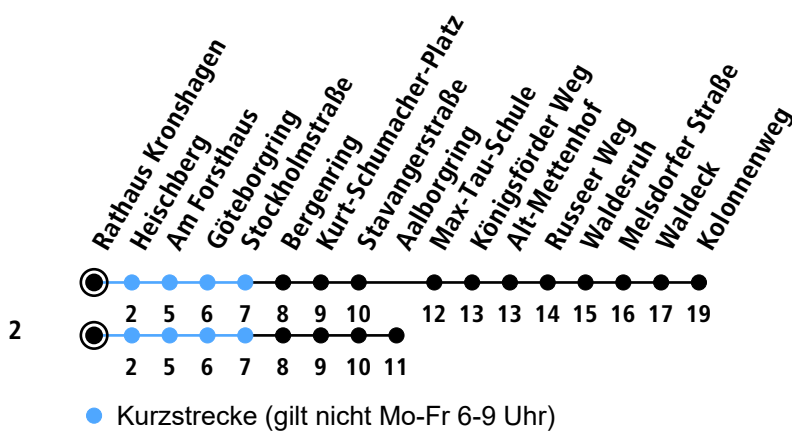 Rathaus Kronshagen
Heischberg
Am Forsthaus
Göteborgring
Stockholmstraße
Bergenring
Kurt-Schumacher-Platz
Stavangerstraße
Aalborgring
Max-Tau-Schule
Königsförder Weg
Alt-Mettenhof
Russeer Weg
Waldesruh
Melsdorfer Straße
Waldeck
Kolonnenweg
2 5 6 7 8 9 10 12 13 13 14 15 16 17 19
2
2 5 6 7 8 9 10 11
Kurzstrecke (gilt nicht Mo-Fr 6-9 Uhr)